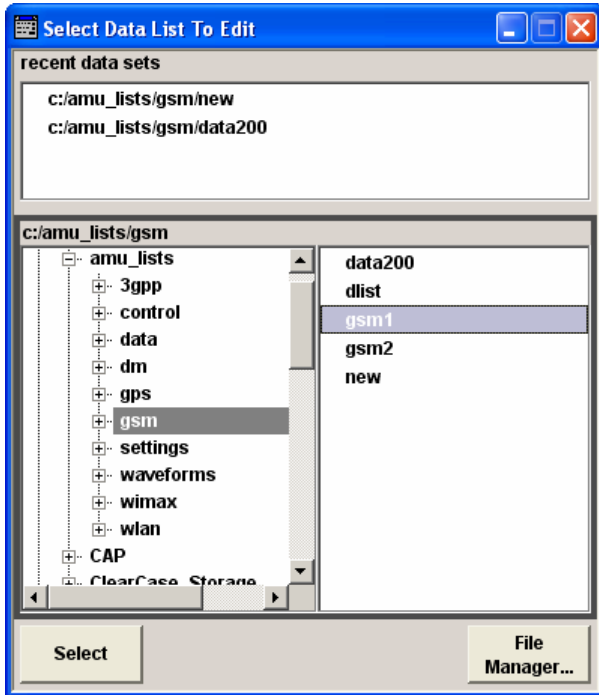 Select Data List To Edit
recent data sets
c:/amu_lists/gsm/new
c:/amu_lists/gsm/data200
c:/amu_lists/gsm
amu_lists
3gpp
control
data
dm
gps
gsm
settings
waveforms
wimax
wlan
CAP
ClearCase_Storage
data200
dlist
gsm1
gsm2
new
Select
File
Manager...